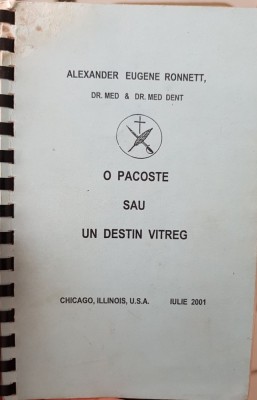 ALEXANDER EUGENE RONNETT,
DR. MED & DR. MED DENT
O PACOSTE
SAU
UN DESTIN VITREG
CHICAGO, ILLINOIS, U.S.A. IULIE 2001